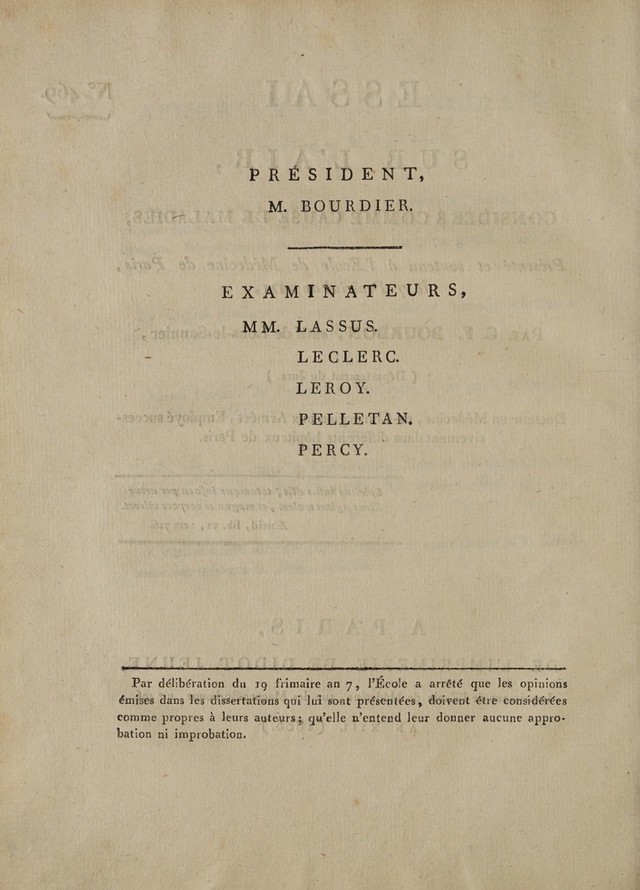 PRÉSIDENT,
M. BOURDIER.
EXAMINATEURS,
MM. LASSUS.
LECLERC.
LEROY.
PELLETAN.
PERCY.
Par délibération du 19 frimaire an 7, l'École a arrêté que les opinions
émises dans les dissertations qui lui sont présentées, doivent être considérées
comme propres à leurs auteurs; qu'elle n'entend leur donner aucune appro-
bation ni improbation.